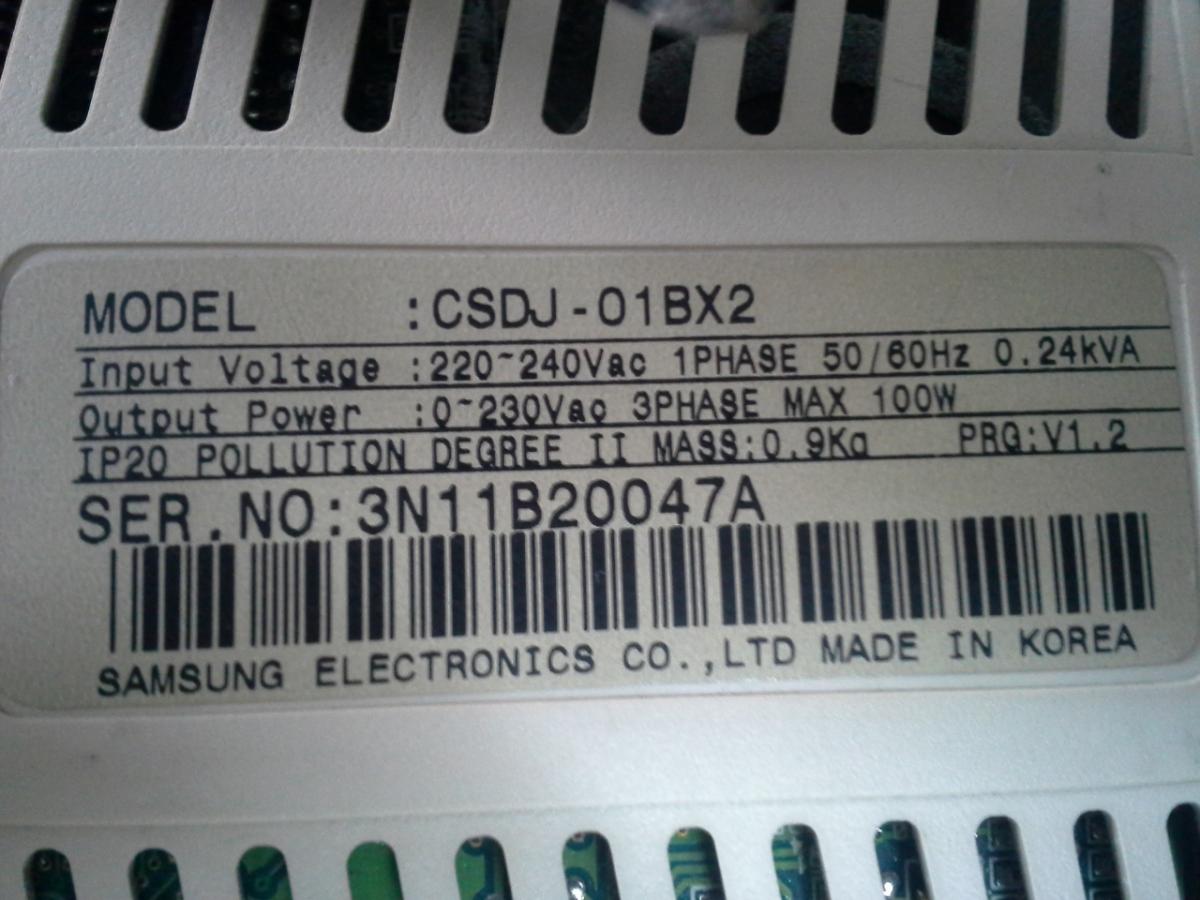 MODEL :CSDJ-01BX2
Input Voltage :220~240Vac 1PHASE 50/60Hz 0.24kVA
Output Power :0~230Vac 3PHASE MAX 100W
IP20 POLLUTION DEGREE II MASS:0.9Kg PRG:V1.2
SER.NO:3N11B20047A
SAMSUNG ELECTRONICS CO.,LTD MADE IN KOREA